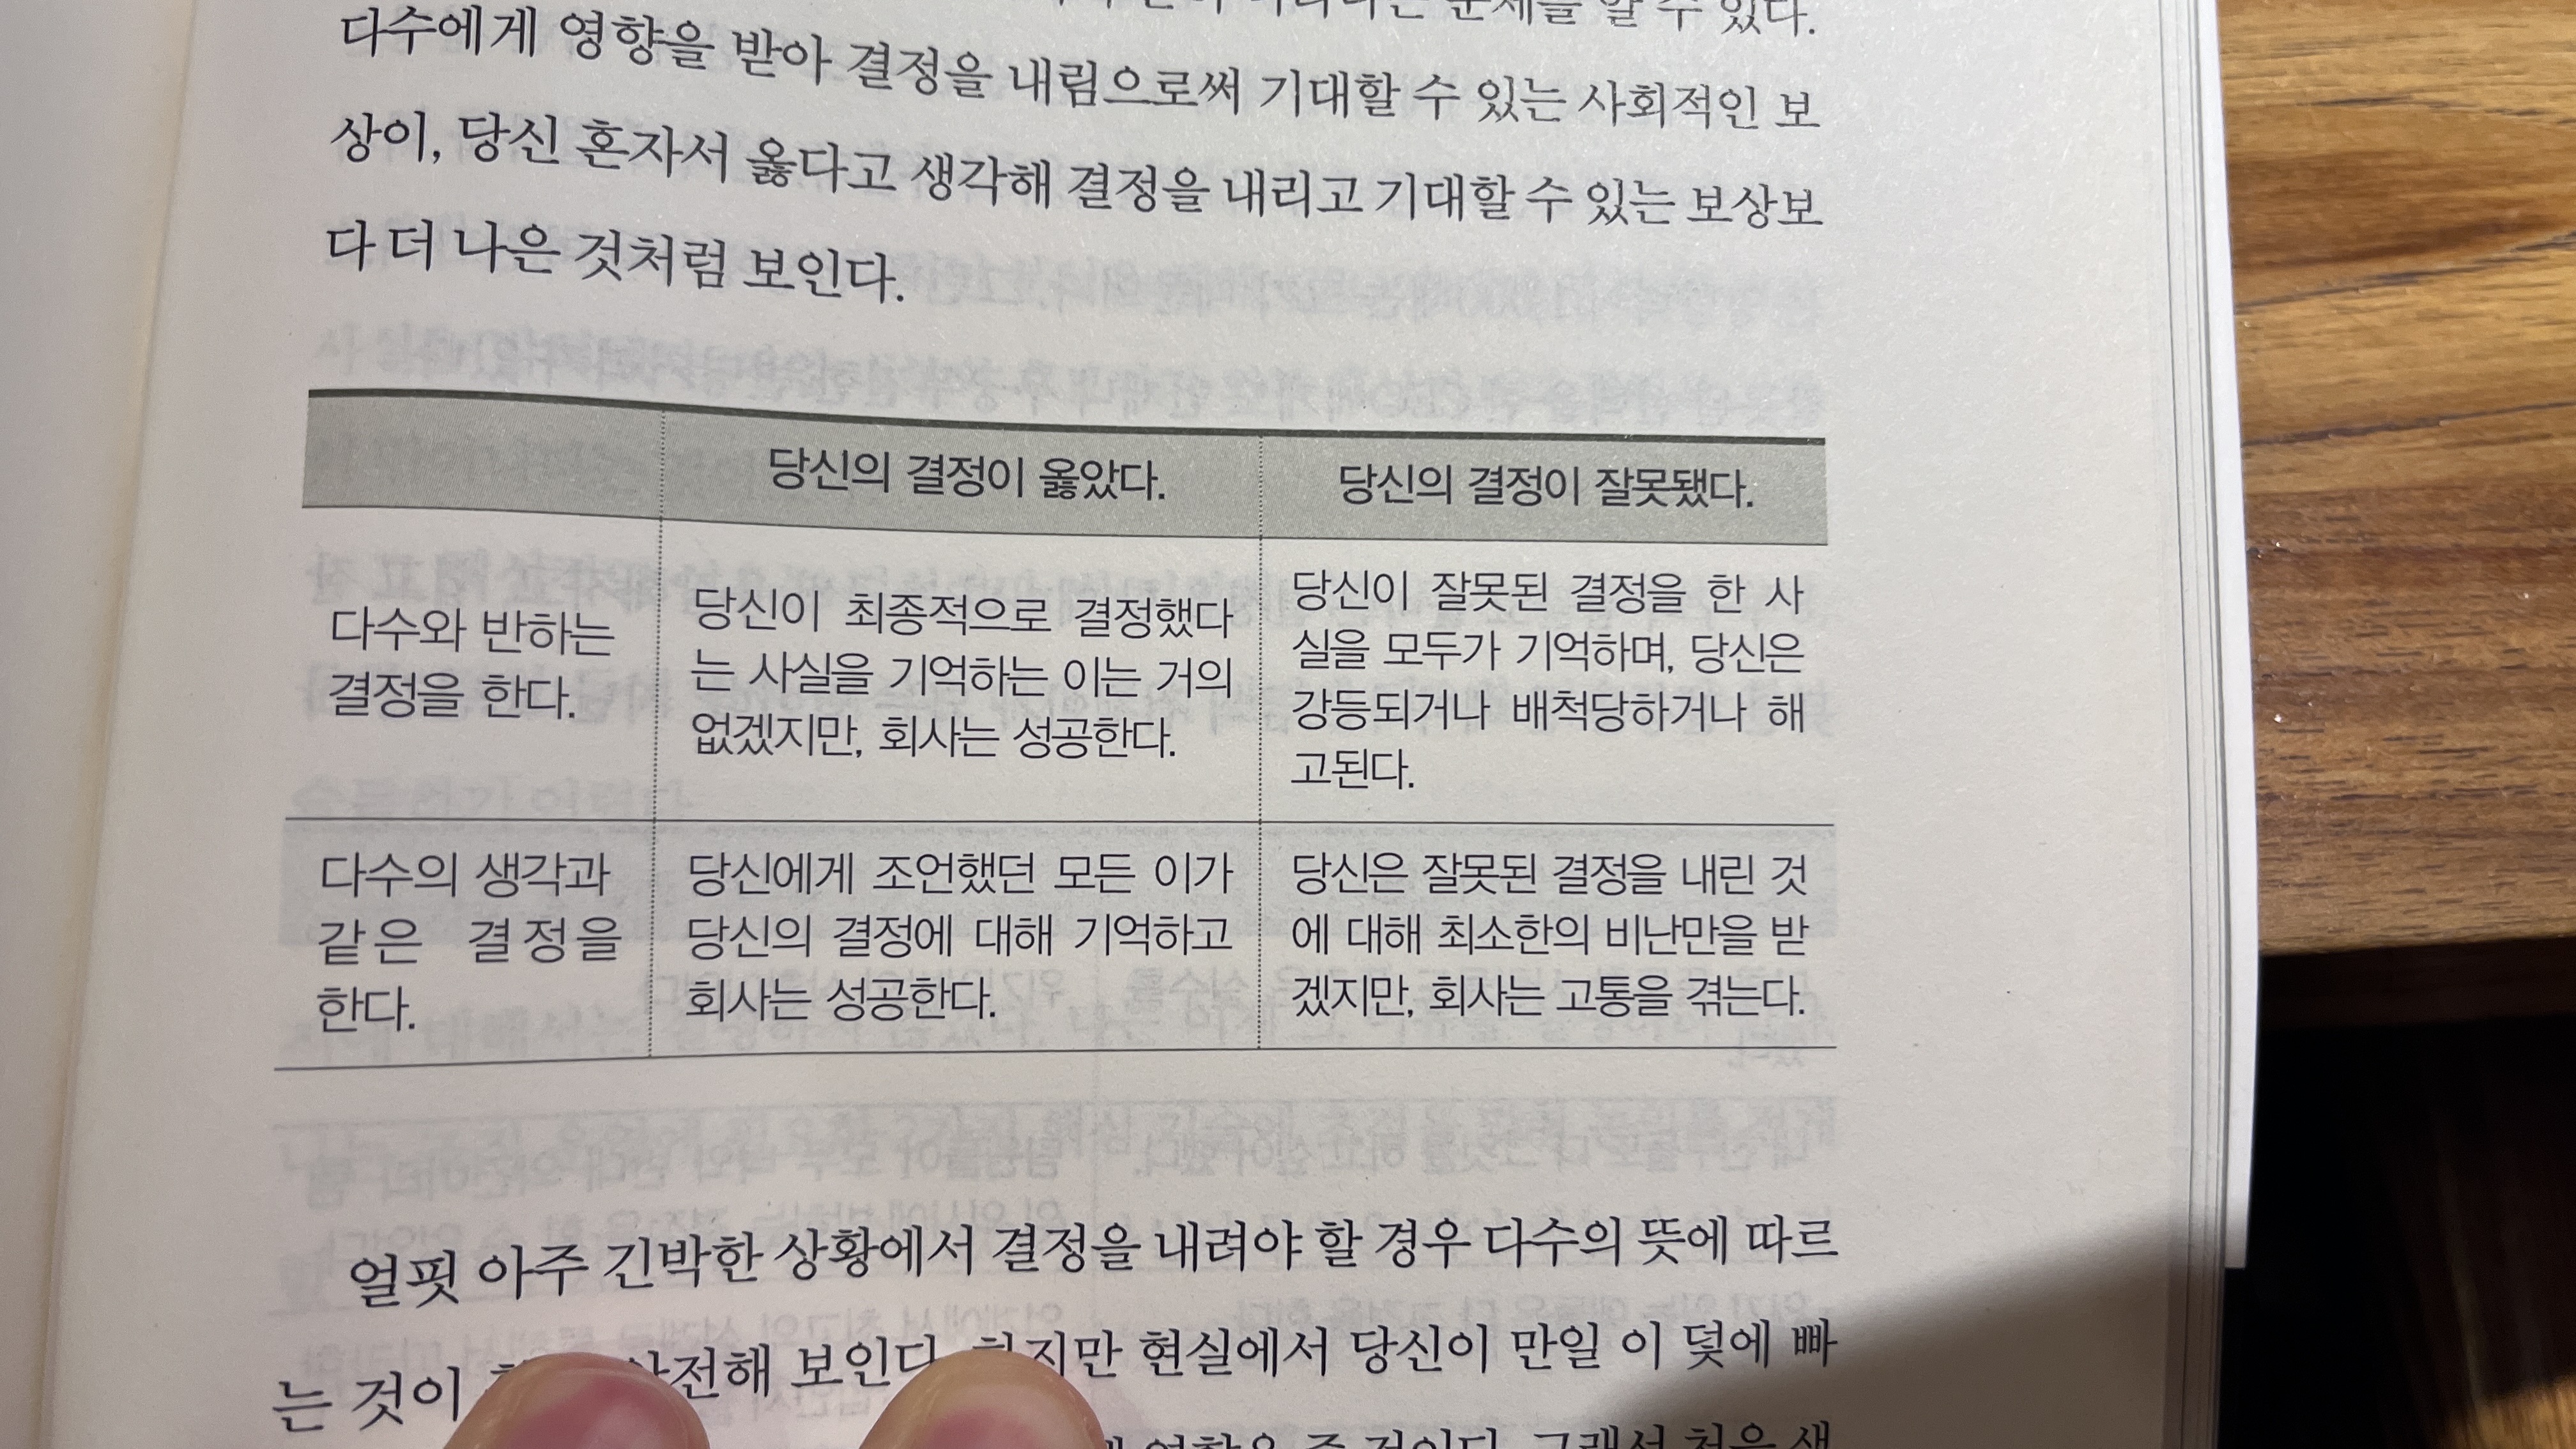 수 있다.
다수에게 영향을 받아 결정을 내림으로써 기대할 수 있는 사회적인 보
상이, 당신 혼자서 옳다고 생각해 결정을 내리고 기대할 수 있는 보상보
다 더 나은 것처럼 보인다.
당신의 결정이 옳았다.
당신의 결정이 잘못됐다.
다수와 반하는
결정을 한다.
당신이 최종적으로 결정했다
는 사실을 기억하는 이는 거의
없겠지만, 회사는 성공한다.
당신이 잘못된 결정을 한 사
실을 모두가 기억하며, 당신은
강등되거나 배척당하거나 해
고된다.
다수의 생각과
같은 결정을
한다.
당신에게 조언했던 모든 이가
당신의 결정에 대해 기억하고
회사는 성공한다.
당신은 잘못된 결정을 내린 것
에 대해 최소한의 비난만을 받
겠지만, 회사는 고통을 겪는다.
얼핏 아주 긴박한 상황에서 결정을 내려야 할 경우 다수의 뜻에 따르
는 것이 안전해 보인다. 하지만 현실에서 당신이 만일 이 덫에 빠
그래서 처음